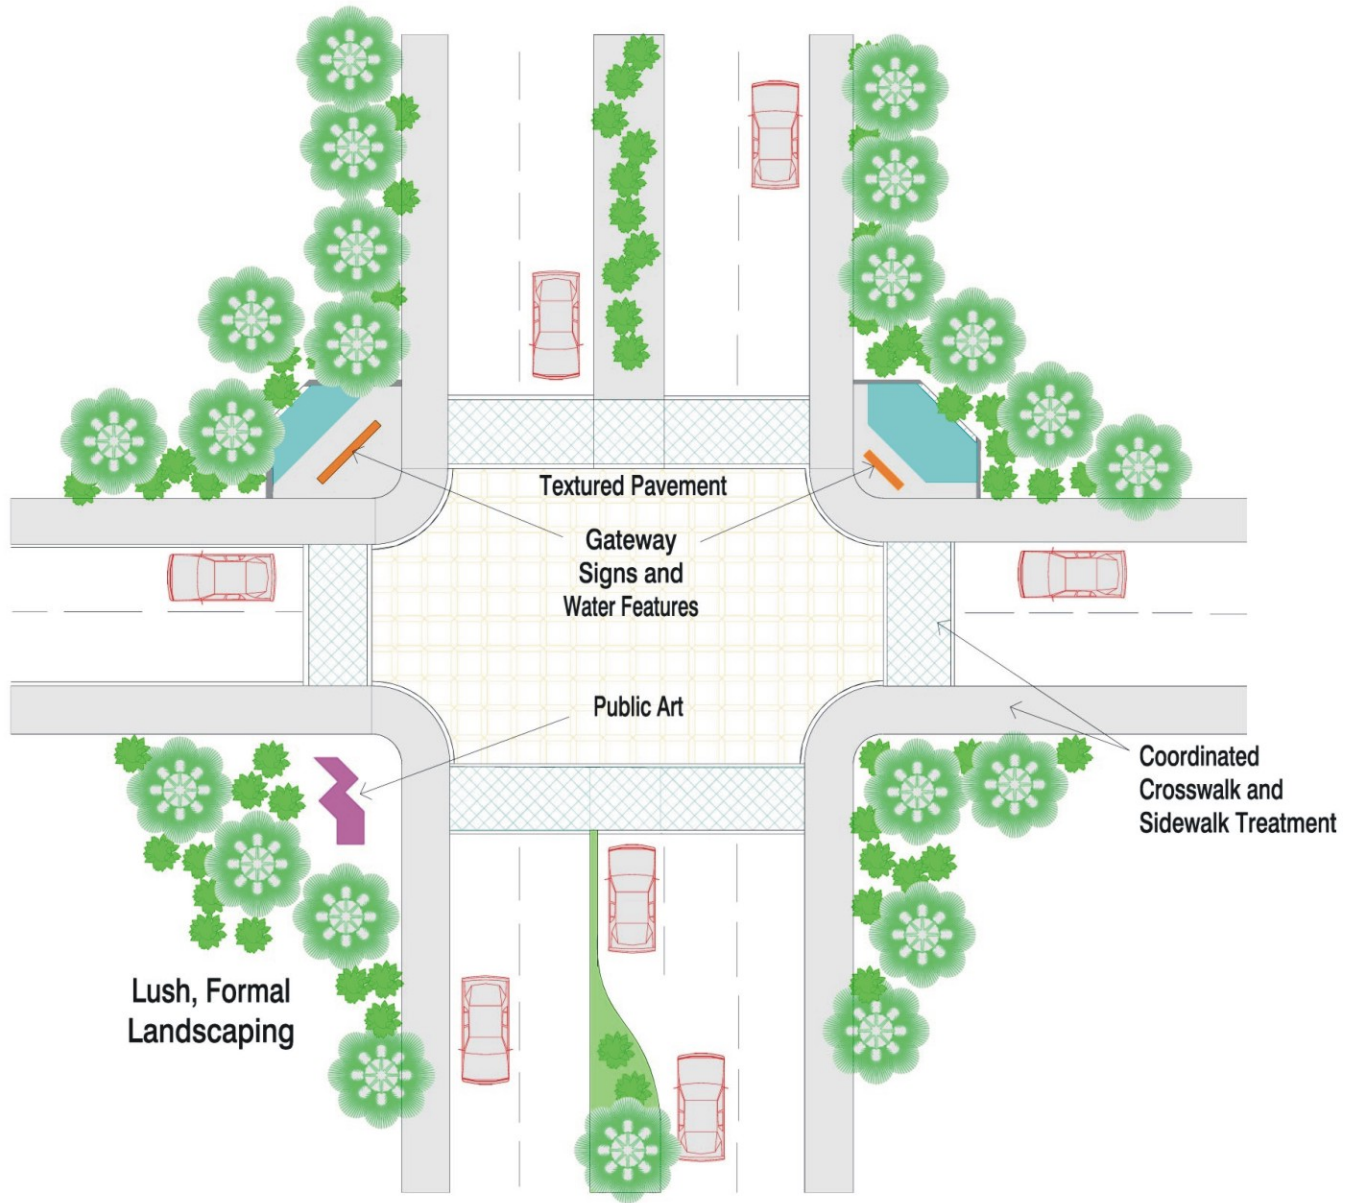 Textured Pavement
Gateway
Signs and
Water Features
Public Art
Coordinated
Crosswalk and
Sidewalk Treatment
Lush, Formal
Landscaping